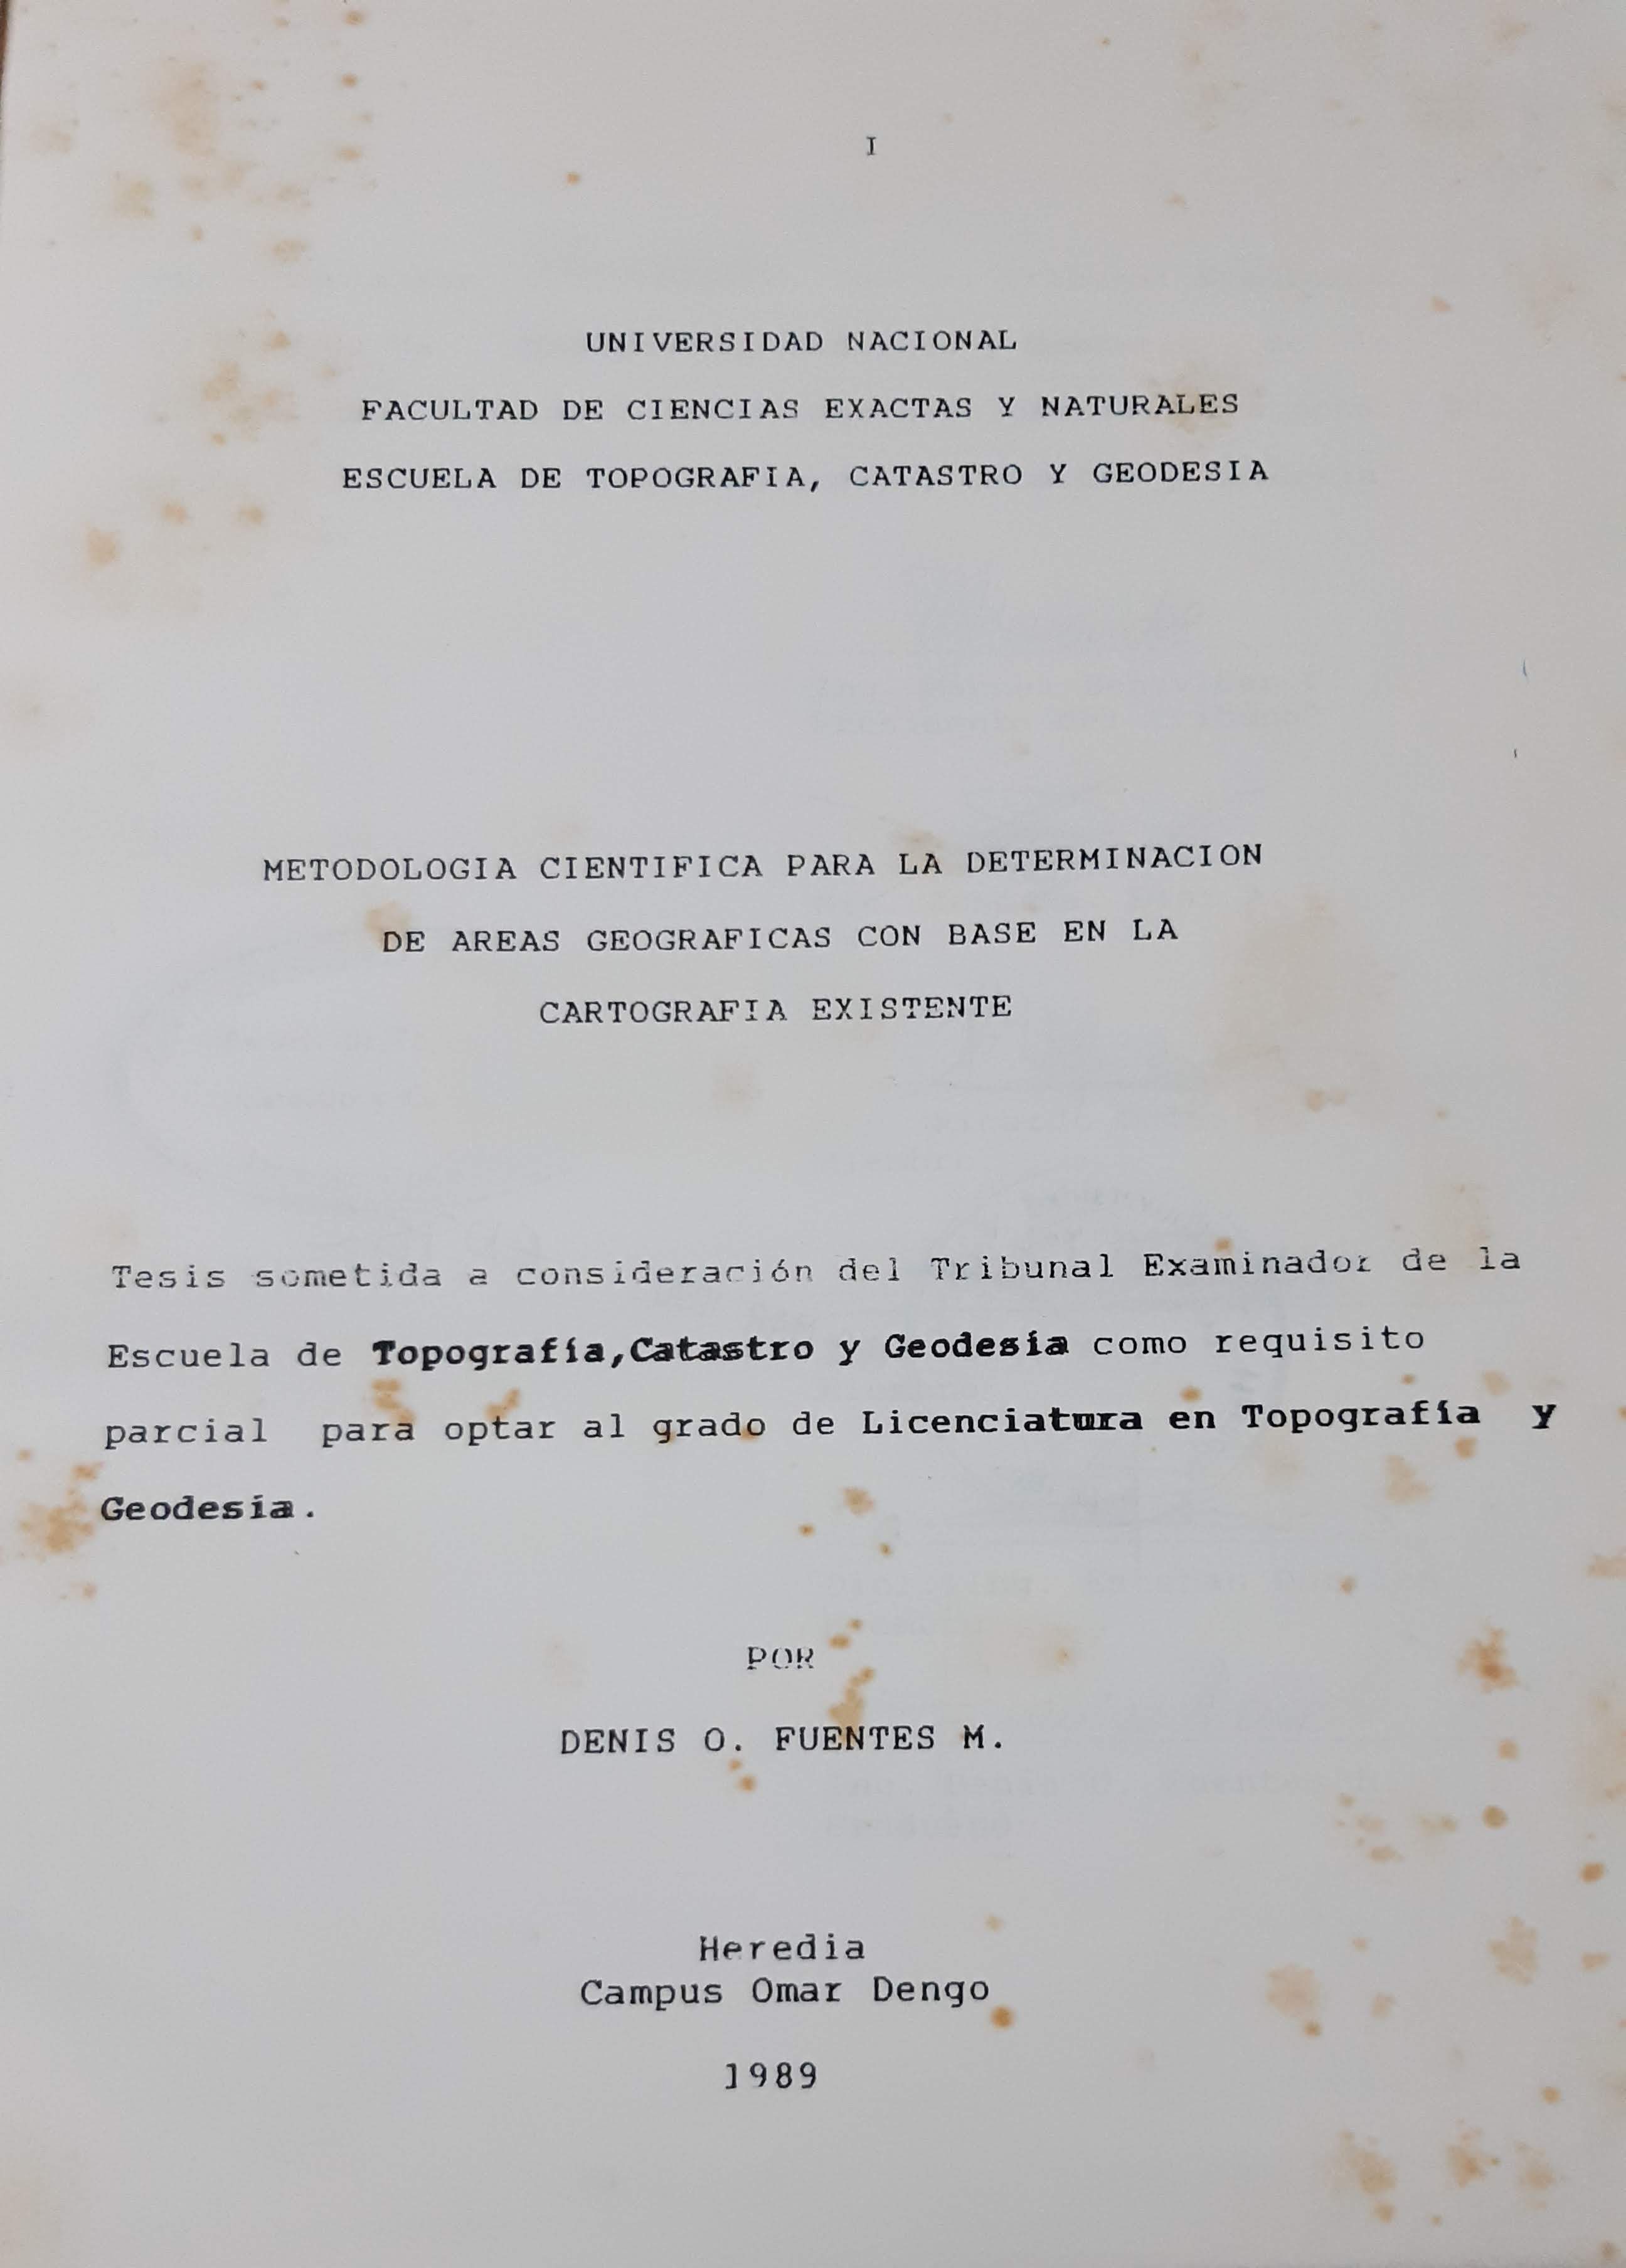 I
UNIVERSIDAD NACIONAL
FACULTAD DE CIENCIAS EXACTAS Y NATURALES
ESCUELA DE TOPOGRAFIA, CATASTRO Y GEODESIA
METODOLOGIA CIENTIFICA PARA LA DETERMINACION
DE AREAS GEOGRAFICAS CON BASE EN LA
CARTOGRAFIA EXISTENTE
Tesis sometida a consideración del Tribunal Examinador de la
Escuela de Topografía,Catastro y Geodesía como requisito
parcial para optar al grado de Licenciatura en Topografía y
Geodesía.
POR
DENIS O. FUENTES M.
Heredia
Campus Omar Dengo
1989